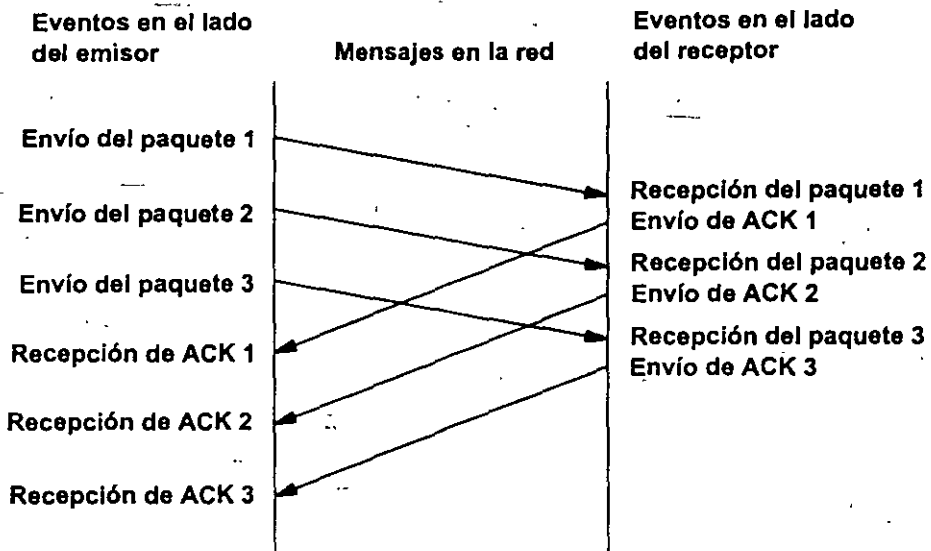 Eventos en el lado
del emisor
Mensajes en la red
Eventos en el lado
del receptor
Envío del paquete 1
Envío del paquete 2
Envío del paquete 3
Recepción de ACK 1
Recepción de ACK 2
Recepción de ACK 3
Recepción del paquete 1
Envío de ACK 1
Recepción del paquete 2
Envío de ACK 2
Recepción del paquete 3
Envío de ACK 3